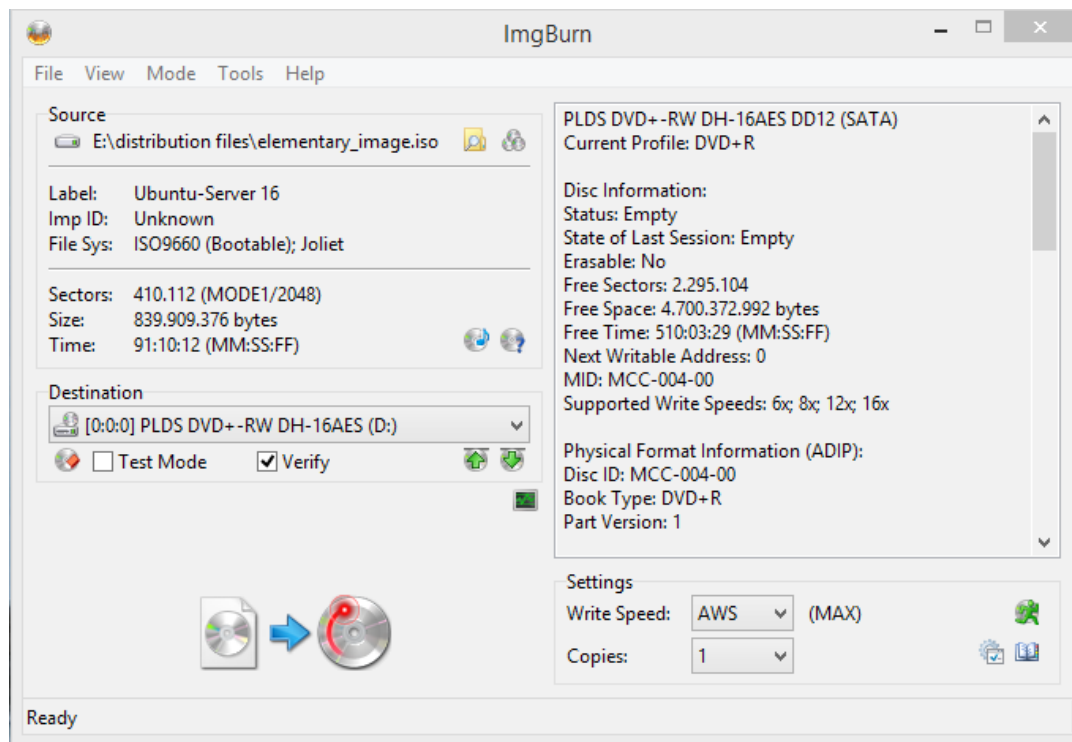 ImgBurn
File View Mode Tools Help
Source
E:\distribution files\elementary_image.iso
Label: Ubuntu-Server 16
Imp ID: Unknown
File Sys: ISO9660 (Bootable); Joliet
Sectors: 410.112 (MODE1/2048)
Size: 839.909.376 bytes
Time: 91:10:12 (MM:SS:FF)
Destination
[0:0:0] PLDS DVD+-RW DH-16AES (D:)
Test Mode Verify
PLDS DVD+-RW DH-16AES DD12 (SATA)
Current Profile: DVD+R
Disc Information:
Status: Empty
State of Last Session: Empty
Erasable: No
Free Sectors: 2.295.104
Free Space: 4.700.372.992 bytes
Free Time: 510:03:29 (MM:SS:FF)
Next Writable Address: 0
MID: MCC-004-00
Supported Write Speeds: 6x; 8x; 12x; 16x
Physical Format Information (ADIP):
Disc ID: MCC-004-00
Book Type: DVD+R
Part Version: 1
Settings
Write Speed: AWS (MAX)
Copies: 1
Ready